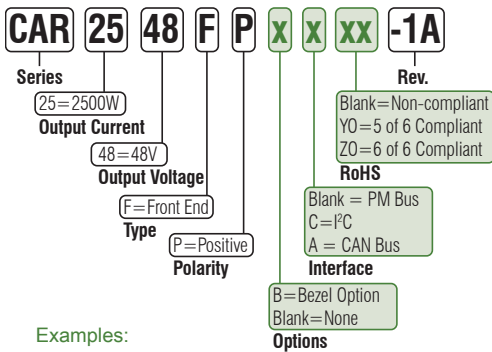 CAR 25 48 F P x x xx -1A
Series
Rev.
25=2500W
Output Current
48=48V
Output Voltage
F=Front End
Type
P=Positive
Polarity
Blank=Non-compliant
YO=5 of 6 Compliant
ZO=6 of 6 Compliant
RoHS
Blank = PM Bus
C=I²C
A = CAN Bus
Interface
B=Bezel Option
Blank=None
Options
Examples: